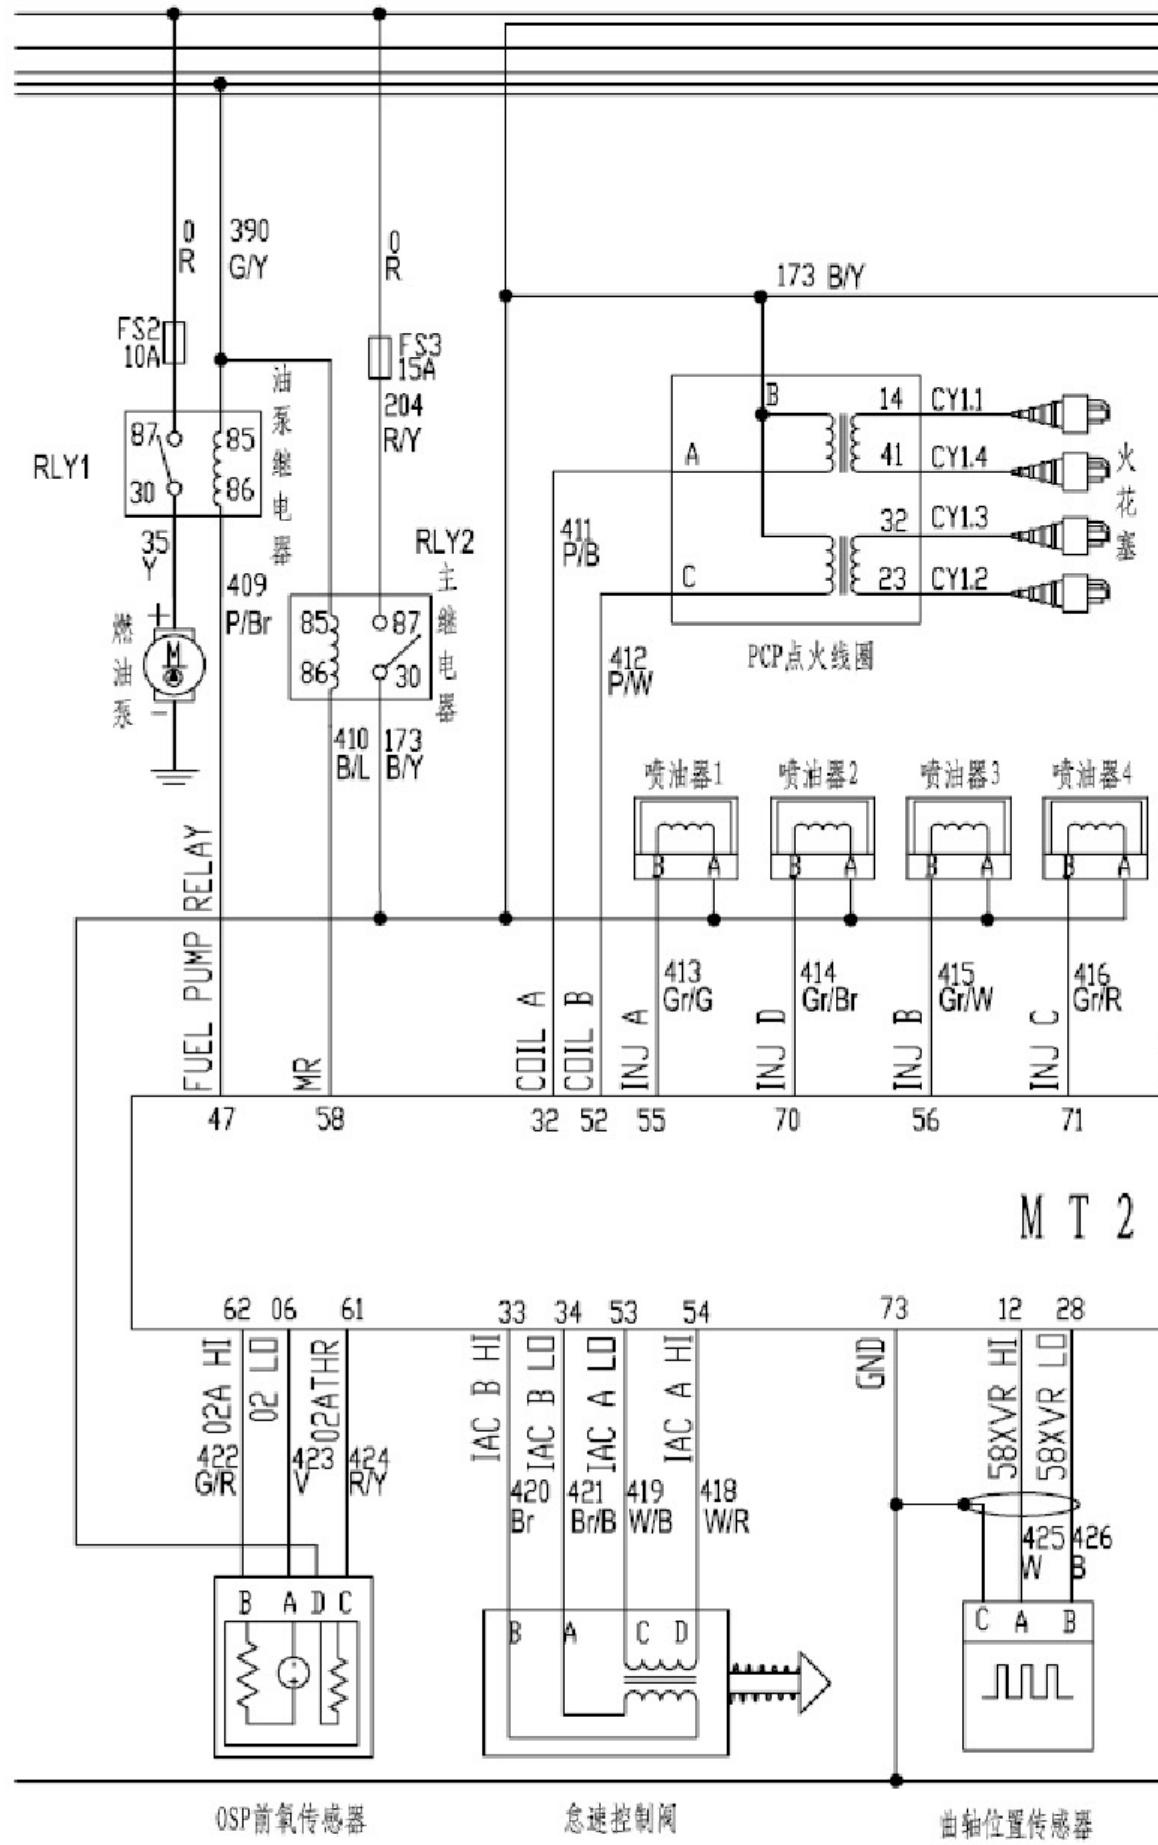 0
R
390
G/Y
0
R
173 B/Y
FS2
10A
FS3
15A
204
R/Y
油泵继电器
RLY1
87
85
30
86
35
Y
409
P/Br
燃油泵
+
M
−
RLY2
主继电器
85
87
86
30
410
B/L
173
B/Y
B
A
C
14
CY1.1
41
CY1.4
32
CY1.3
23
CY1.2
火花塞
PCP点火线圈
411
P/B
412
P/W
喷油器1
喷油器2
喷油器3
喷油器4
B A
B A
B A
B A
413
Gr/G
414
Gr/Br
415
Gr/W
416
Gr/R
FUEL PUMP RELAY
MR
COIL A
COIL B
INJ A
INJ D
INJ B
INJ C
47
58
32
52
55
70
56
71
MT2
62
06
61
33
34
53
54
73
12
28
02A HI
02 LO
02ATHR
IAC B HI
IAC B LO
IAC A LO
IAC A HI
GND
58XVR HI
58XVR LO
422
G/R
423
V
424
R/Y
420
Br
421
Br/B
419
W/B
418
W/R
425
W
426
B
B A D C
B A C D
C A B
OSP前氧传感器
怠速控制阀
曲轴位置传感器